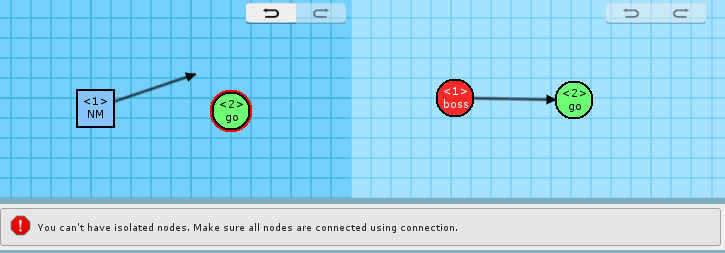 <1>
NM
<2>
go
<1>
boss
<2>
go
You can't have isolated nodes. Make sure all nodes are connected using connection.